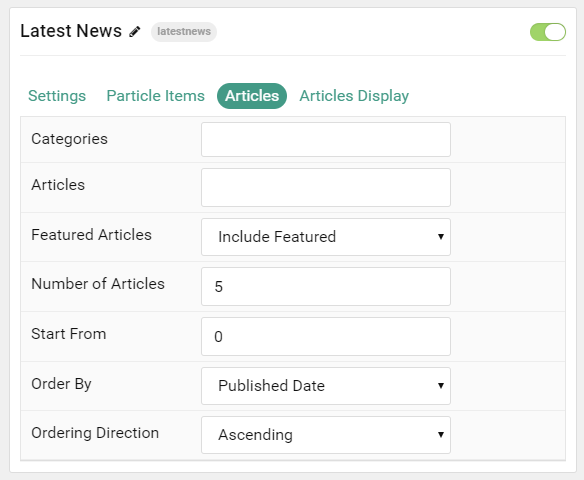 Latest News latestnews
Settings Particle Items Articles Articles Display
Categories
Articles
Featured Articles Include Featured
Number of Articles 5
Start From 0
Order By Published Date
Ordering Direction Ascending